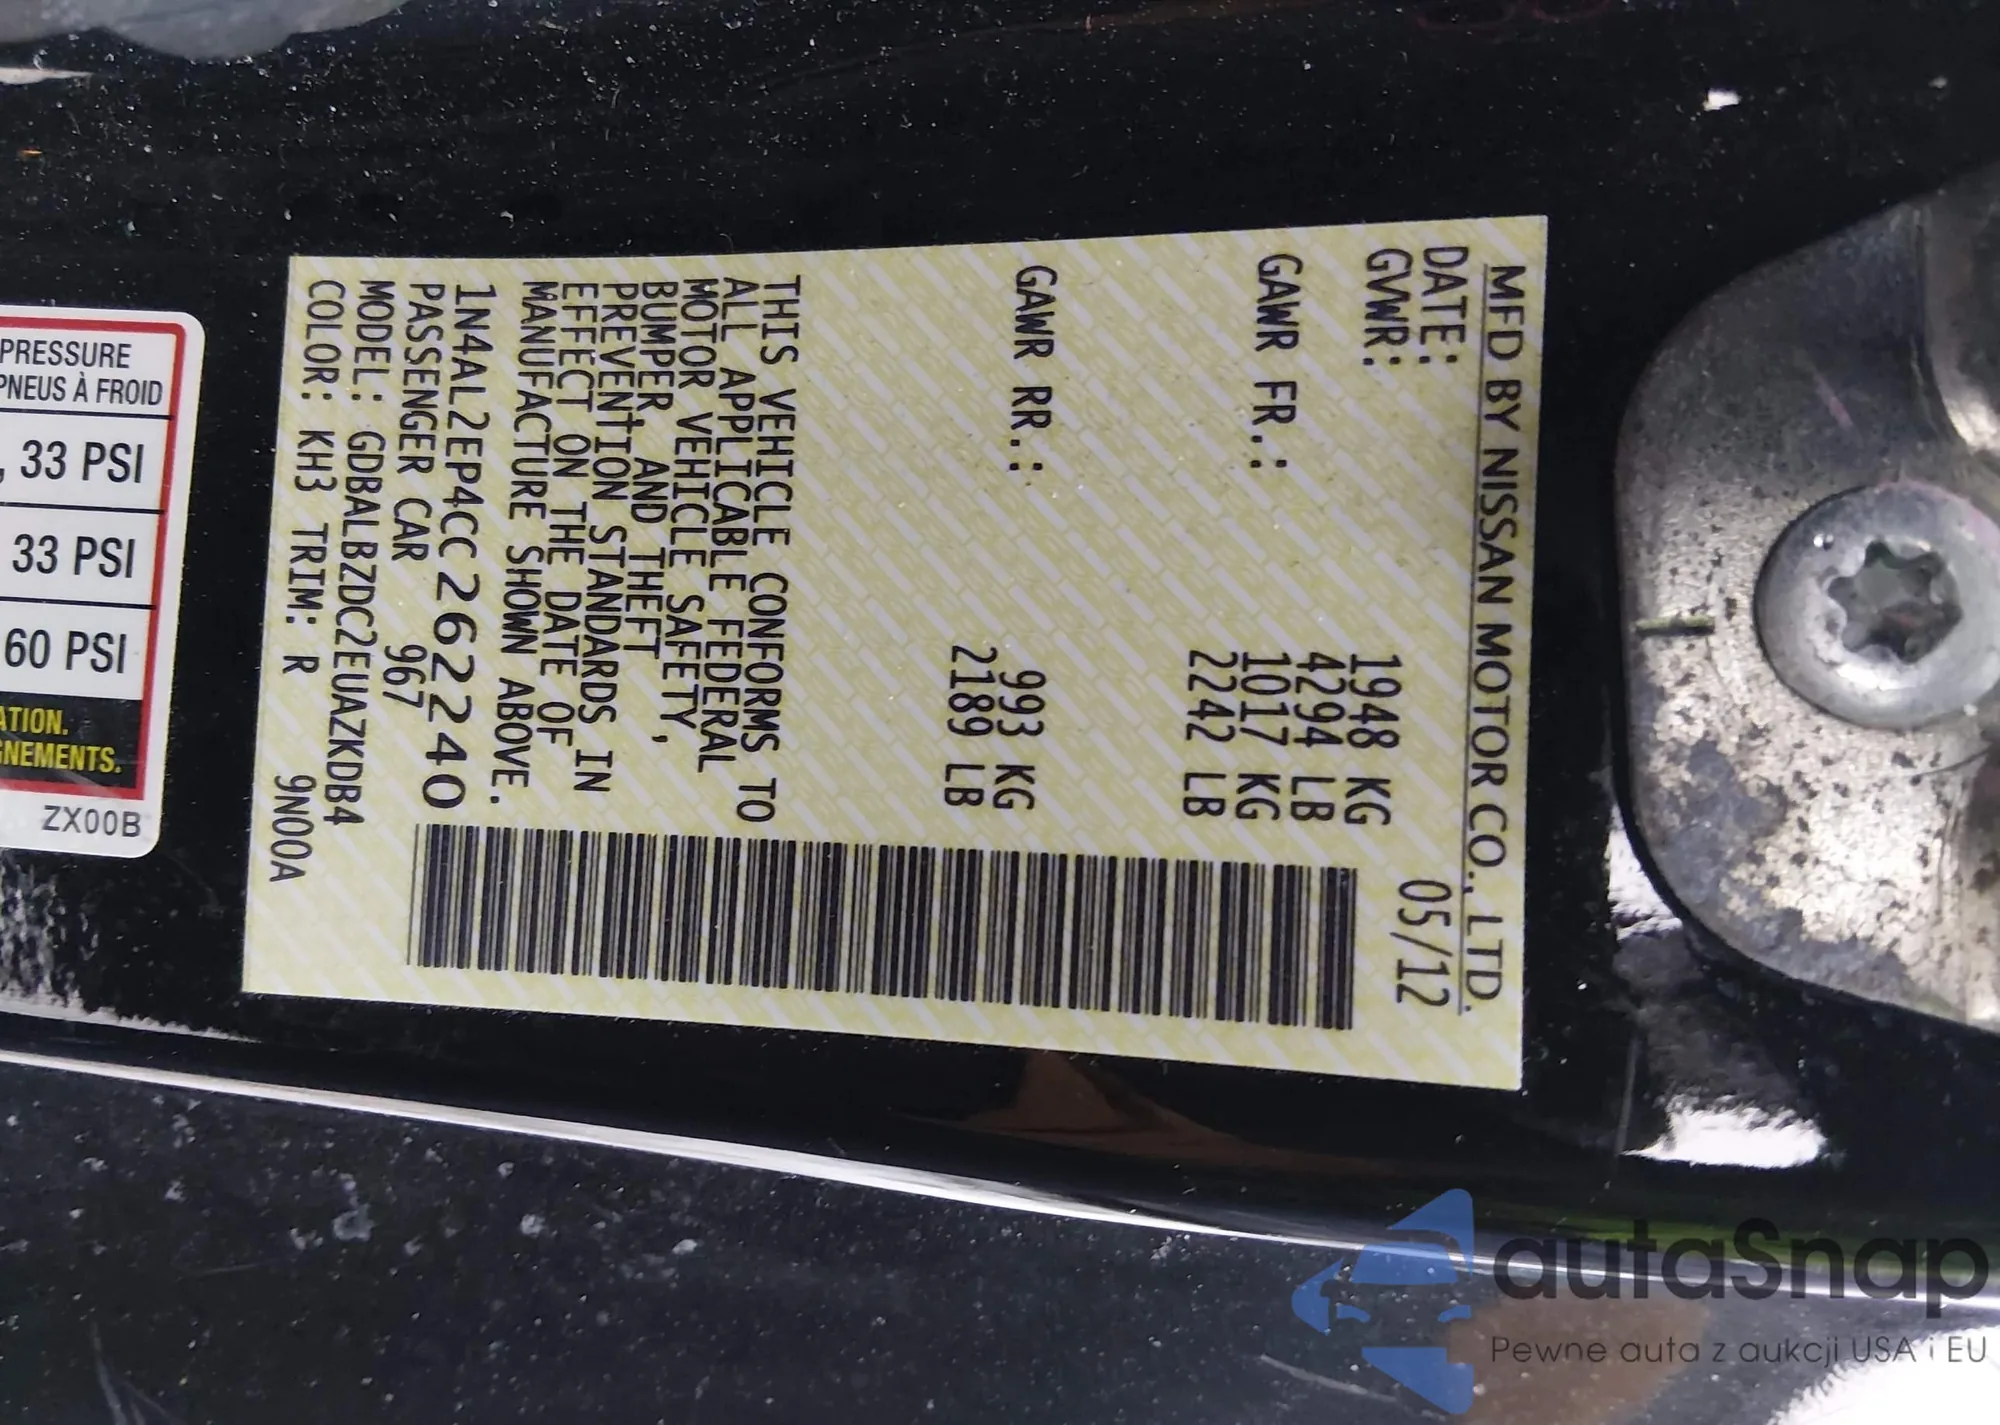 MFD BY NISSAN MOTOR CO., LTD.
DATE: 05/12
GVWR: 1948 KG
4294 LB
GAWR FR.: 1017 KG
2242 LB
GAWR RR.: 993 KG
2189 LB
THIS VEHICLE CONFORMS TO
ALL APPLICABLE FEDERAL
MOTOR VEHICLE SAFETY,
BUMPER, AND THEFT
PREVENTION STANDARDS IN
EFFECT ON THE DATE OF
MANUFACTURE SHOWN ABOVE.
1N4AL2EP4CC262240
PASSENGER CAR 967
MODEL: GDBALBZDC2EUAZKDB4
COLOR: KH3 TRIM: R 9N00A
PRESSURE
PNEUS À FROID
, 33 PSI
33 PSI
60 PSI
ATION.
GNEMENTS.
ZX00B
autaSnap
Pewne auta z aukcji USA i EU